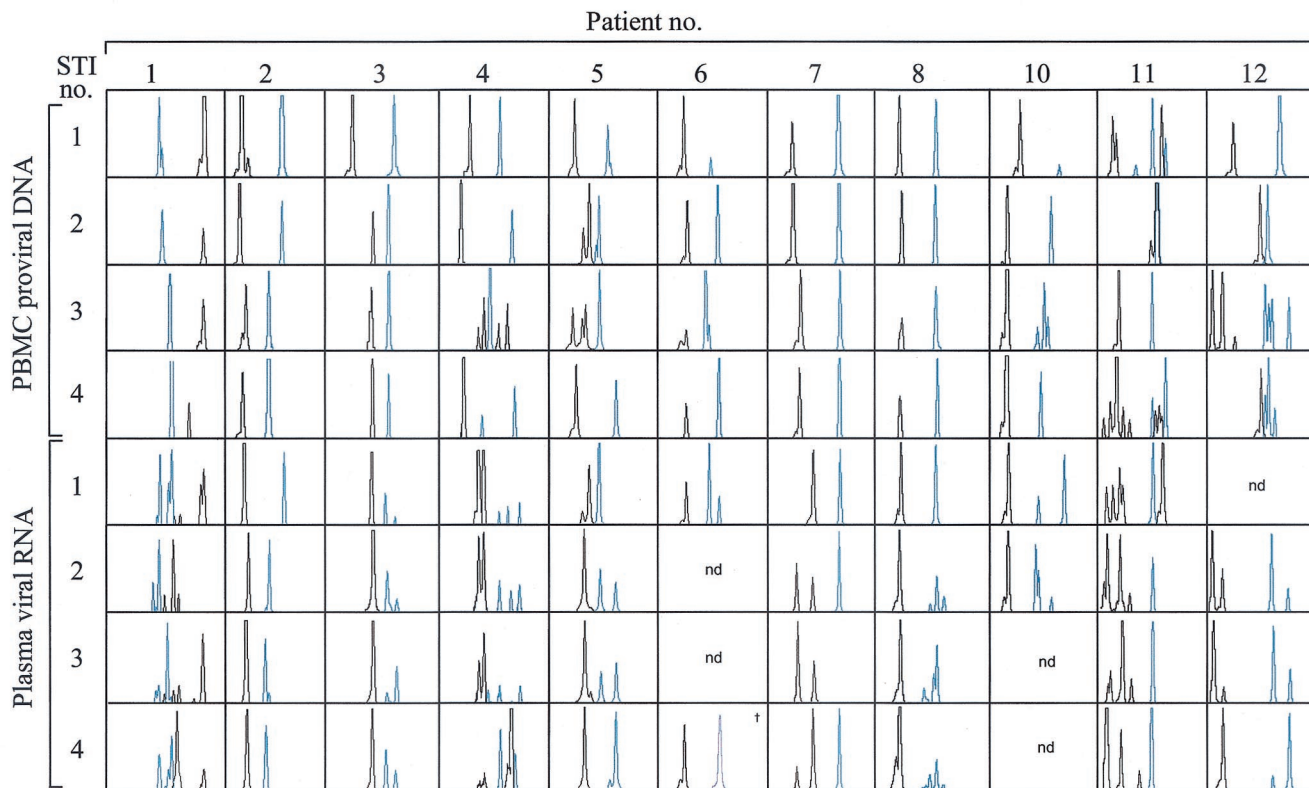 Patient no.
STI no.
1 2 3 4 5 6 7 8 10 11 12
PBMC proviral DNA
1
2
3
4
Plasma viral RNA
1
nd
2
nd
3
nd
nd
4
†
nd